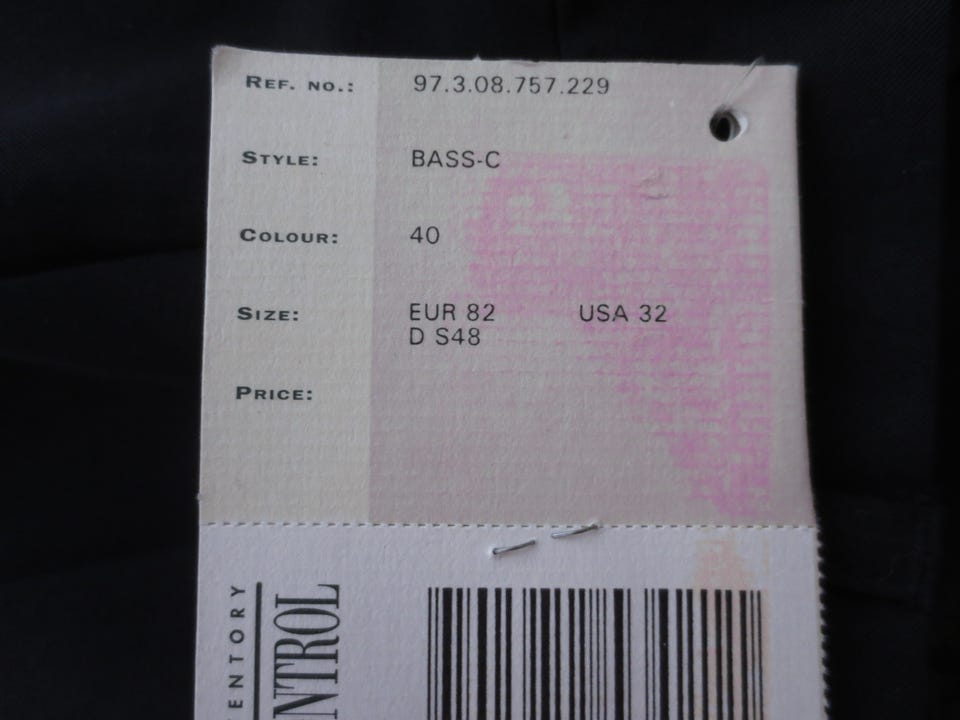 REF. NO.: 97.3.08.757.229
STYLE: BASS-C
COLOUR: 40
SIZE: EUR 82 USA 32
D S48
PRICE:
ENTORY
NTROL